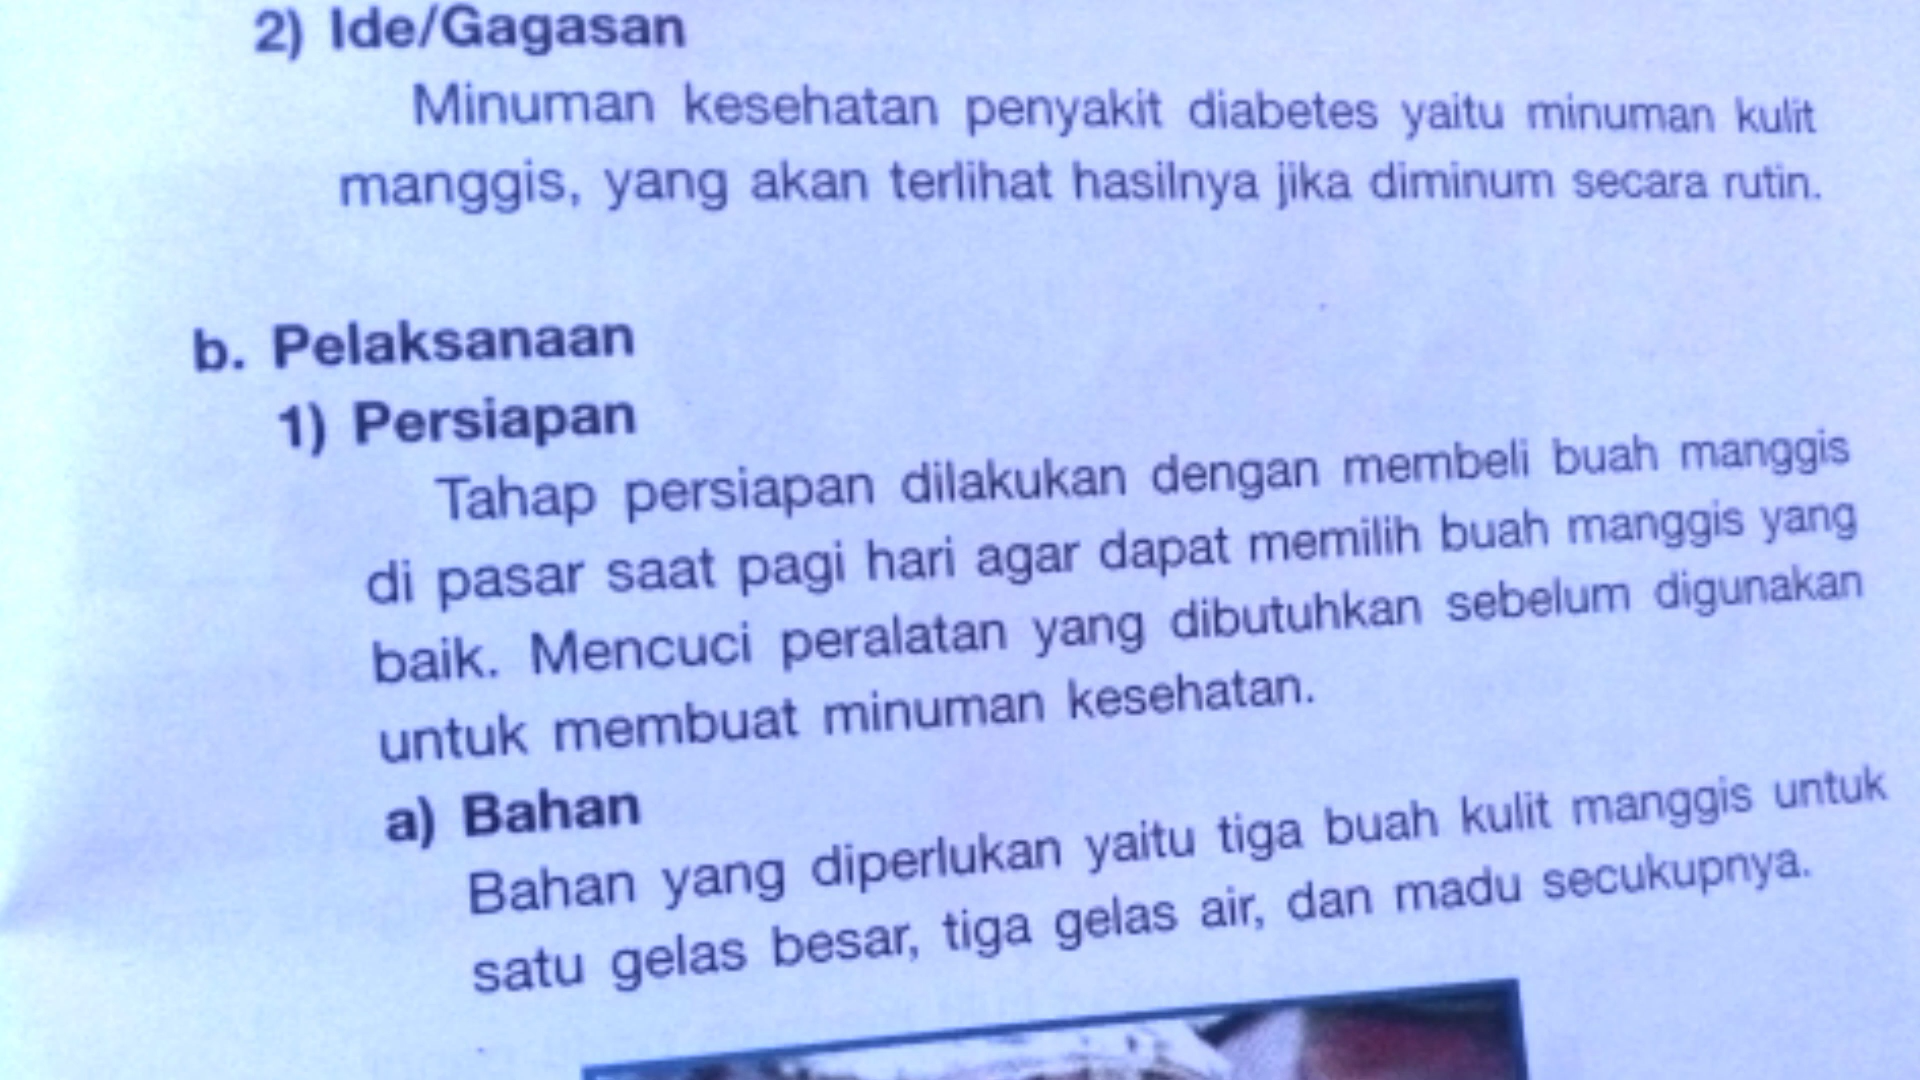 2) Ide/Gagasan
Minuman kesehatan penyakit diabetes yaitu minuman kulit
manggis, yang akan terlihat hasilnya jika diminum secara rutin.
b. Pelaksanaan
1) Persiapan
Tahap persiapan dilakukan dengan membeli buah manggis
di pasar saat pagi hari agar dapat memilih buah manggis yang
baik. Mencuci peralatan yang dibutuhkan sebelum digunakan
untuk membuat minuman kesehatan.
a) Bahan
Bahan yang diperlukan yaitu tiga buah kulit manggis untuk
satu gelas besar, tiga gelas air, dan madu secukupnya.